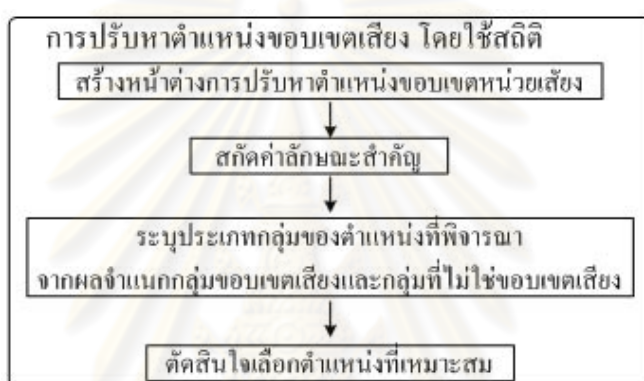 การปรับหาตำแหน่งขอบเขตเสียง โดยใช้สถิติ
สร้างหน้าต่างการปรับหาตำแหน่งขอบเขตหน่วยเสียง
สกัดค่าลักษณะสำคัญ
ระบุประเภทกลุ่มของตำแหน่งที่พิจารณา
จากผลจำแนกกลุ่มขอบเขตเสียงและกลุ่มที่ไม่ใช่ขอบเขตเสียง
ตัดสินใจเลือกตำแหน่งที่เหมาะสม